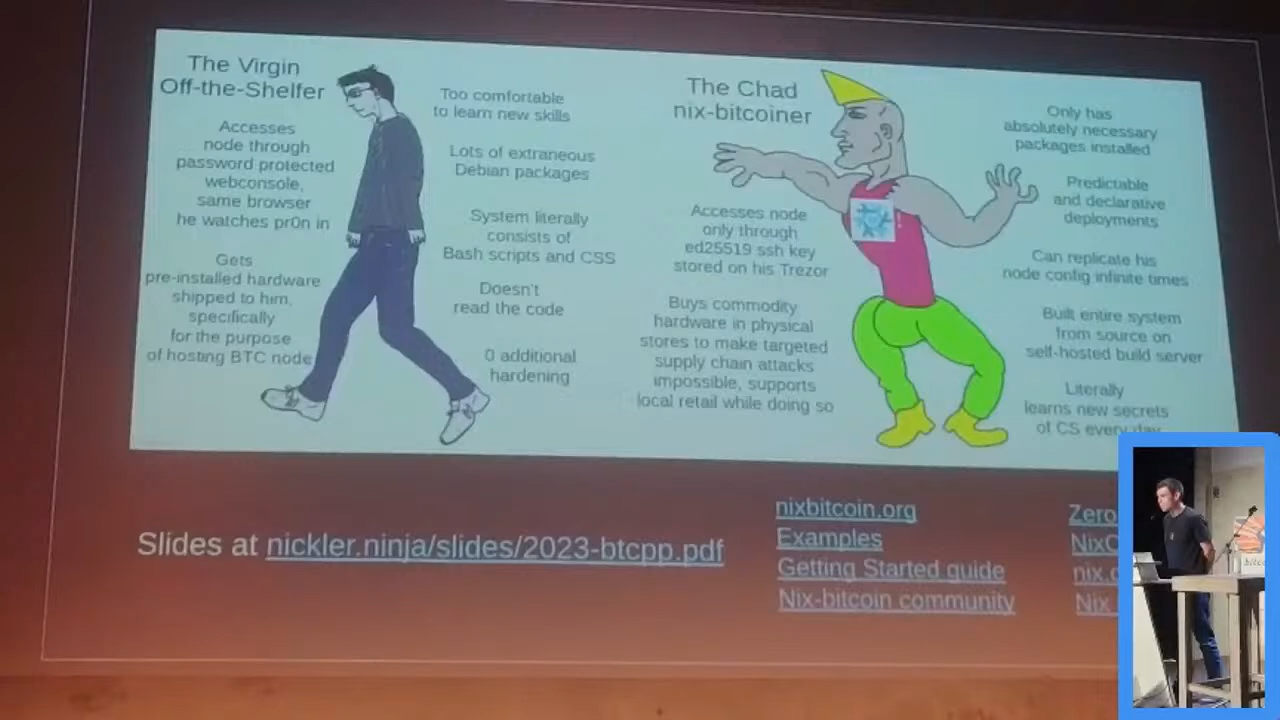 The Virgin
Off-the-Shelfer
Accesses
node through
password protected
webconsole,
same browser
he watches pr0n in
Gets
pre-installed hardware
shipped to him,
specifically
for the purpose
of hosting BTC node
Too comfortable
to learn new skills
Lots of extraneous
Debian packages
System literally
consists of
Bash scripts and CSS
Doesn't
read the code
0 additional
hardening
The Chad
nix-bitcoiner
Accesses node
only through
ed25519 ssh key
stored on his Trezor
Buys commodity
hardware in physical
stores to make targeted
supply chain attacks
impossible, supports
local retail while doing so
Only has
absolutely necessary
packages installed
Predictable
and declarative
deployments
Can replicate his
node config infinite times
Built entire system
from source on
self-hosted build server
Literally
learns new secrets
of CS every day
Slides at nickler.ninja/slides/2023-btcpp.pdf
nixbitcoin.org
Examples
Getting Started guide
Nix-bitcoin community
Zero
NixC
nix.
Nix